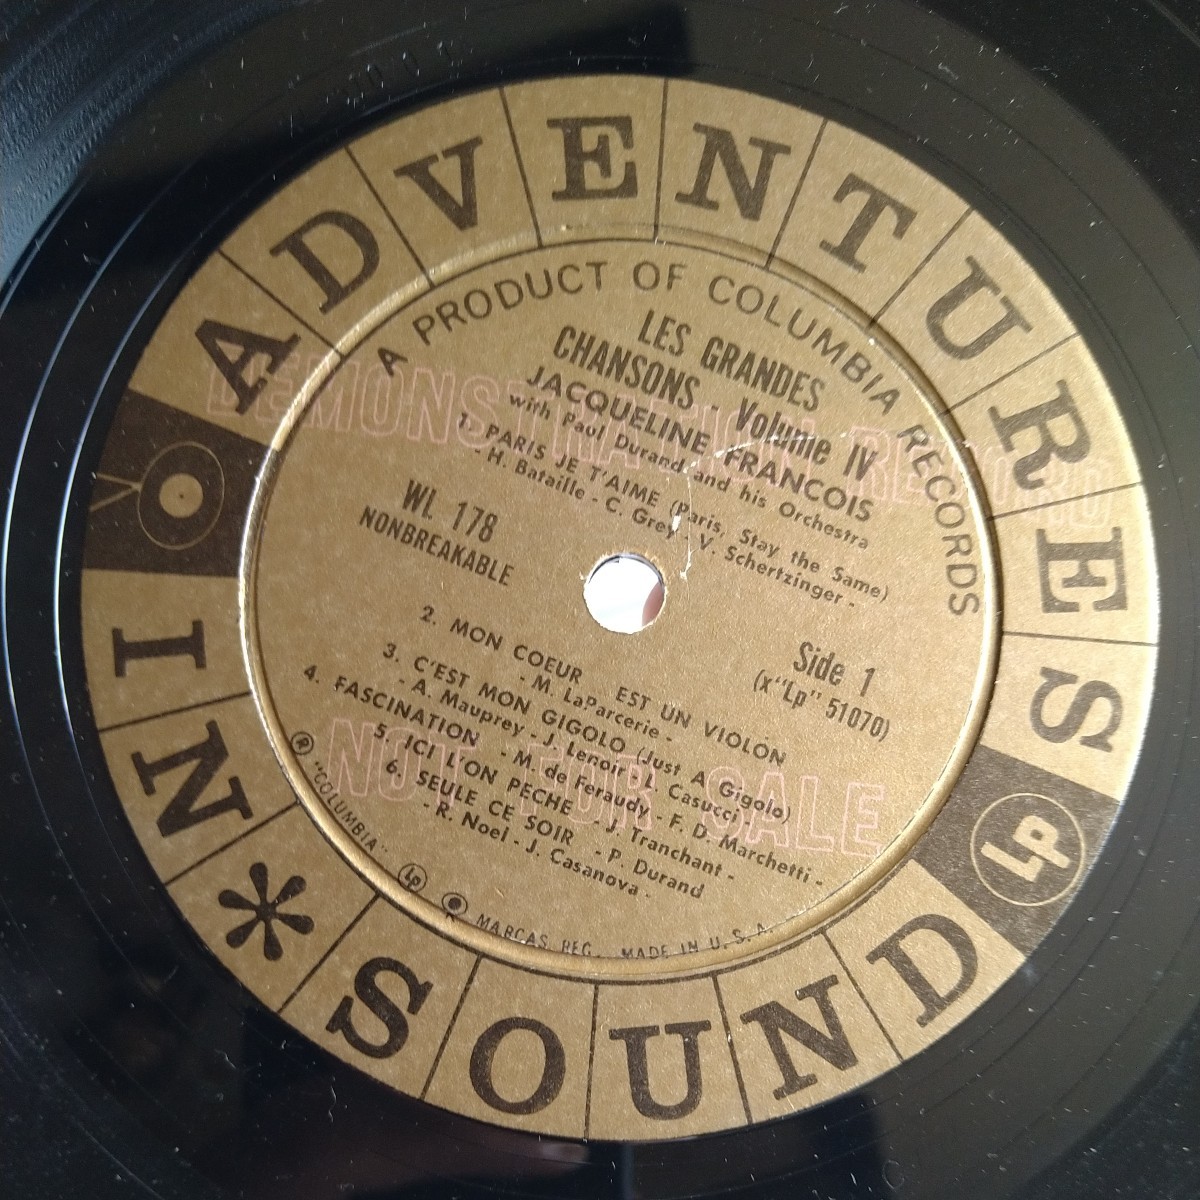 ADVENTURES
Lp
IN * SOUND
A PRODUCT OF COLUMBIA RECORDS
LES GRANDES
CHANSONS - Volume IV
JACQUELINE FRANCOIS
with Paul Durand and his Orchestra
1. PARIS JE T'AIME (Paris, Stay the Same)
- H. Bataille - C. Grey - V. Schertzinger -
WL 178
NONBREAKABLE
Side 1
(x"Lp" 51070)
2. MON COEUR EST UN VIOLON
- M. LaParcerie -
3. C'EST MON GIGOLO (Just A Gigolo)
- A. Mauprey - J. Lenoir - L. Casucci -
4. FASCINATION - M. de Feraudy - F. D. Marchetti -
5. ICI L'ON PECHE - J. Tranchant -
6. SEULE CE SOIR - P. Durand
- R. Noel - J. Casanova -
DEMONSTRATION RECORD
NOT FOR SALE
® "COLUMBIA" Lp MARCAS REG. MADE IN U. S. A.